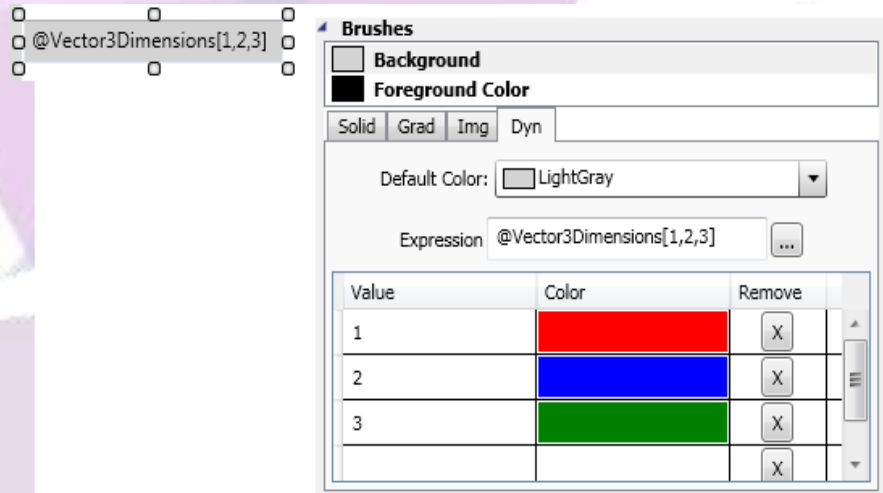 @Vector3Dimensions[1,2,3]
Brushes
Background
Foreground Color
Solid Grad Img Dyn
Default Color: LightGray
Expression @Vector3Dimensions[1,2,3] ...
Value Color Remove
1 X
2 X
3 X
X